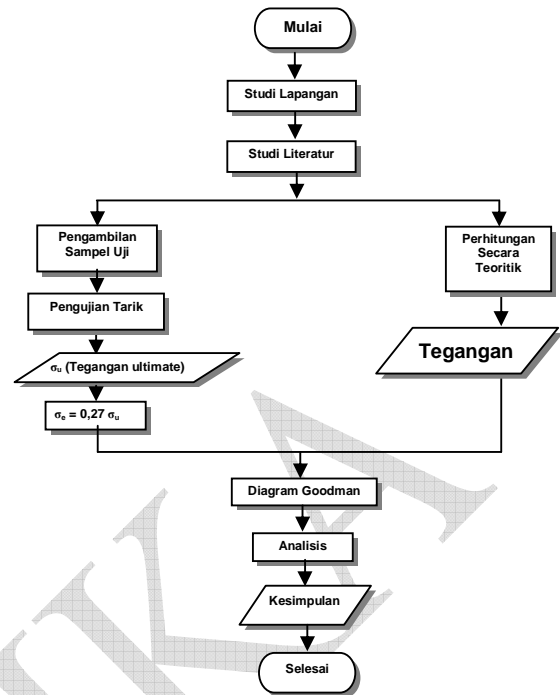 Mulai
Studi Lapangan
Studi Literatur
Pengambilan
Sampel Uji
Pengujian Tarik
σu (Tegangan ultimate)
σe = 0,27 σu
Perhitungan
Secara
Teoritik
Tegangan
Diagram Goodman
Analisis
Kesimpulan
Selesai
IKA